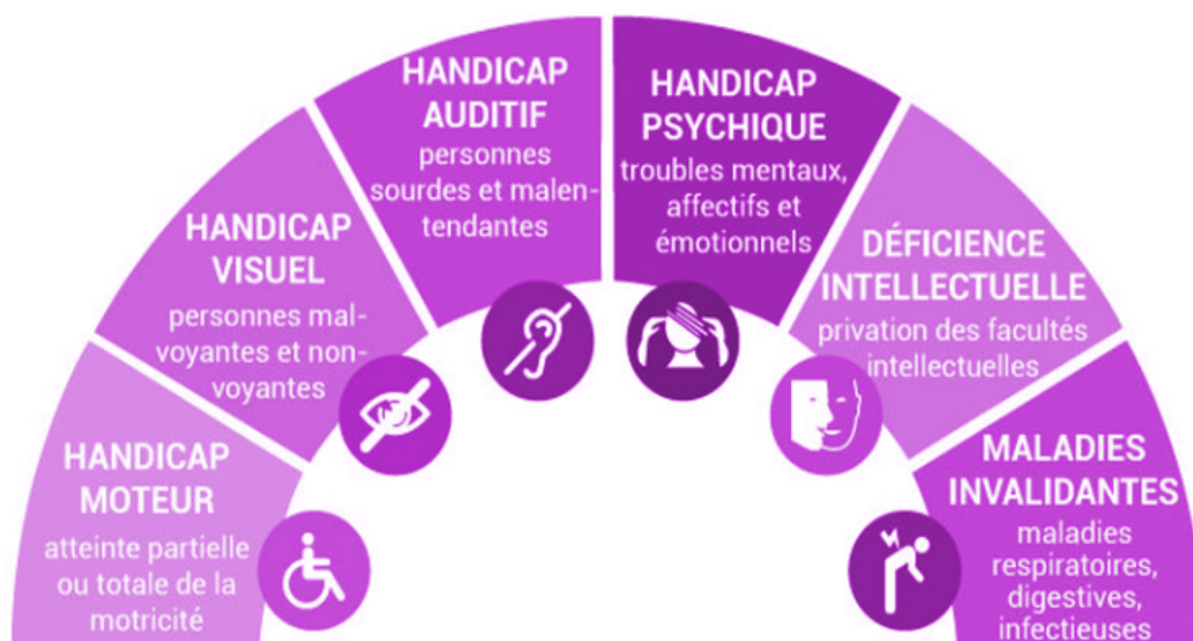 HANDICAP
MOTEUR
atteinte partielle
ou totale de la
motricité
HANDICAP
VISUEL
personnes mal-
voyantes et non-
voyantes
HANDICAP
AUDITIF
personnes
sourdes et malen-
tendantes
HANDICAP
PSYCHIQUE
troubles mentaux,
affectifs et
émotionnels
DÉFICIENCE
INTELLECTUELLE
privation des facultés
intellectuelles
MALADIES
INVALIDANTES
maladies
respiratoires,
digestives,
infectieuses